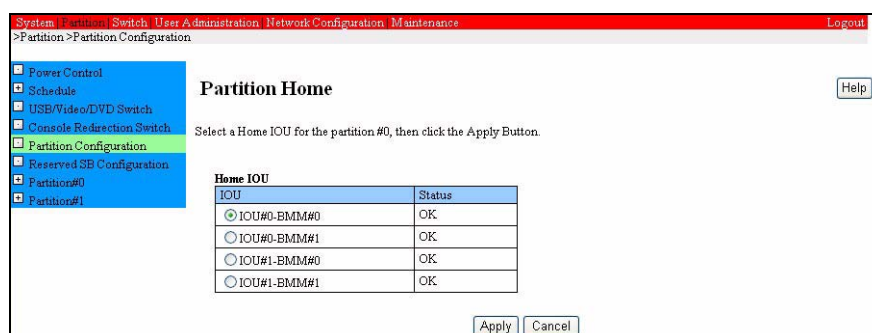 System | Partition | Switch | User Administration | Network Configuration | Maintenance Logout
>Partition >Partition Configuration
Power Control
Schedule
USB/Video/DVD Switch
Console Redirection Switch
Partition Configuration
Reserved SB Configuration
Partition#0
Partition#1
Partition Home
Help
Select a Home IOU for the partition #0, then click the Apply Button.
Home IOU
IOU Status
IOU#0-BMM#0 OK
IOU#0-BMM#1 OK
IOU#1-BMM#0 OK
IOU#1-BMM#1 OK
Apply Cancel